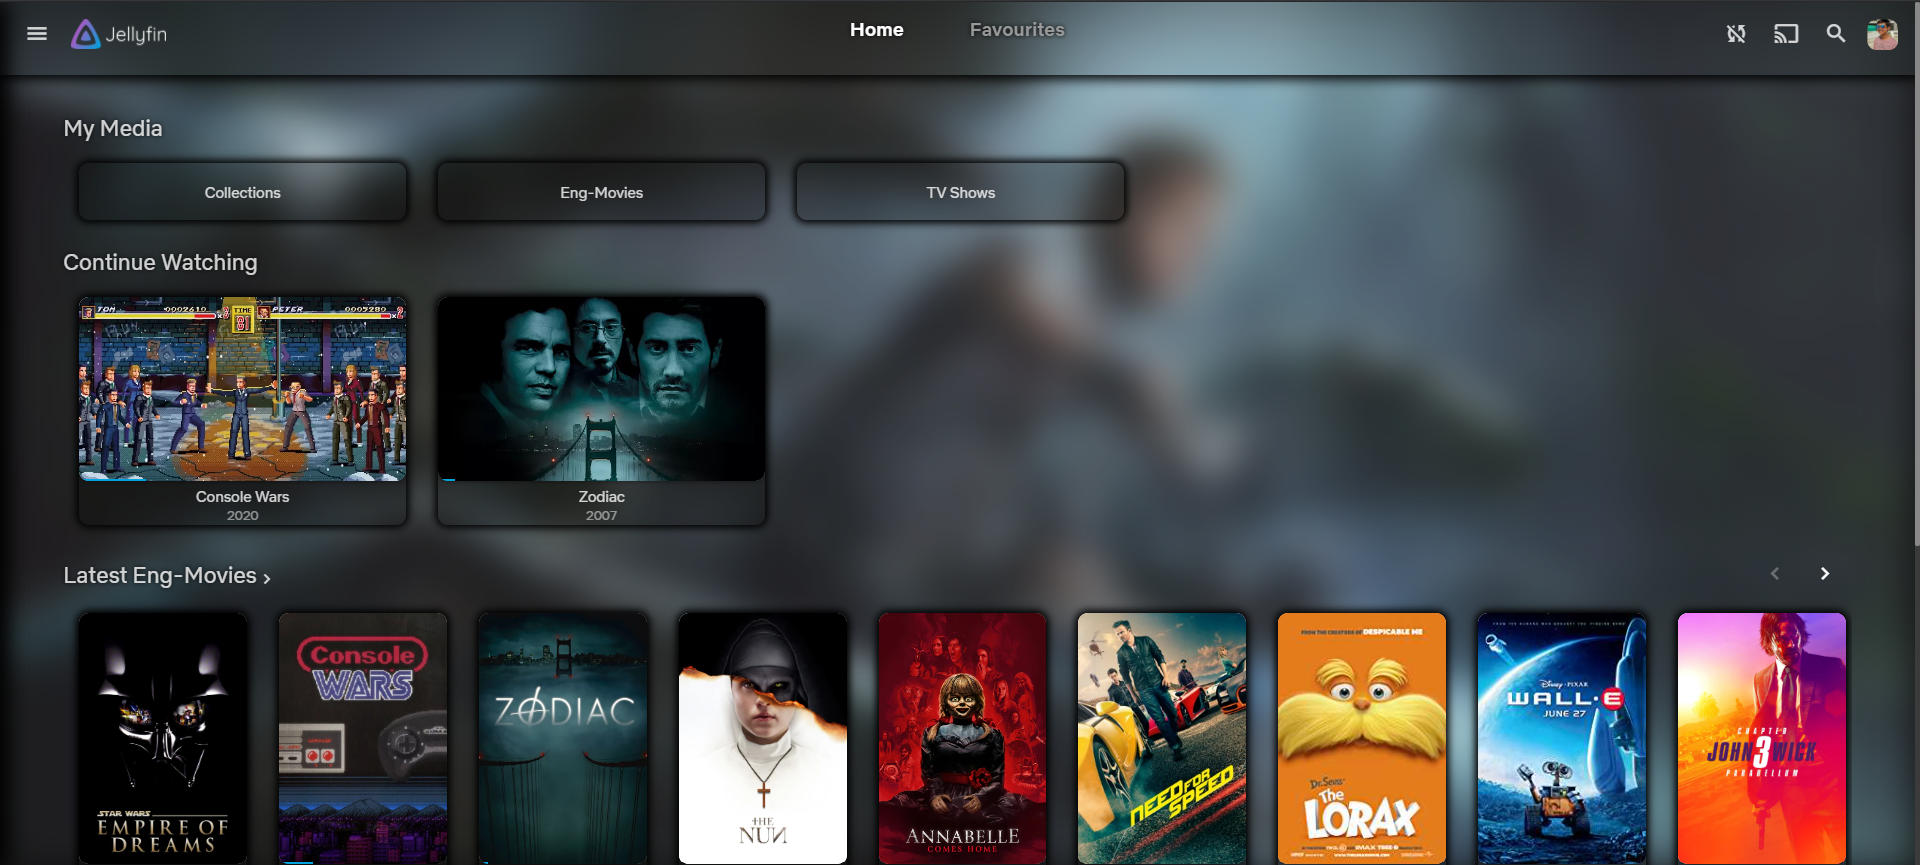 Jellyfin
Home
Favourites
My Media
Collections
Eng-Movies
TV Shows
Continue Watching
TOM 0002610 x
TIME
81
PETER 0005280 x2
Console Wars
2020
Zodiac
2007
Latest Eng-Movies
STAR WARS
EMPIRE OF
DREAMS
Console
WARS
ZODIAC
THE
NUN
ANNABELLE
COMES HOME
NEED FOR
SPEED
FROM THE CREATORS OF DESPICABLE ME
Dr. Seuss'
The
LORAX
DISNEY · PIXAR
WALL·E
JUNE 27
CHAPTER
JOHN 3 WICK
PARABELLUM